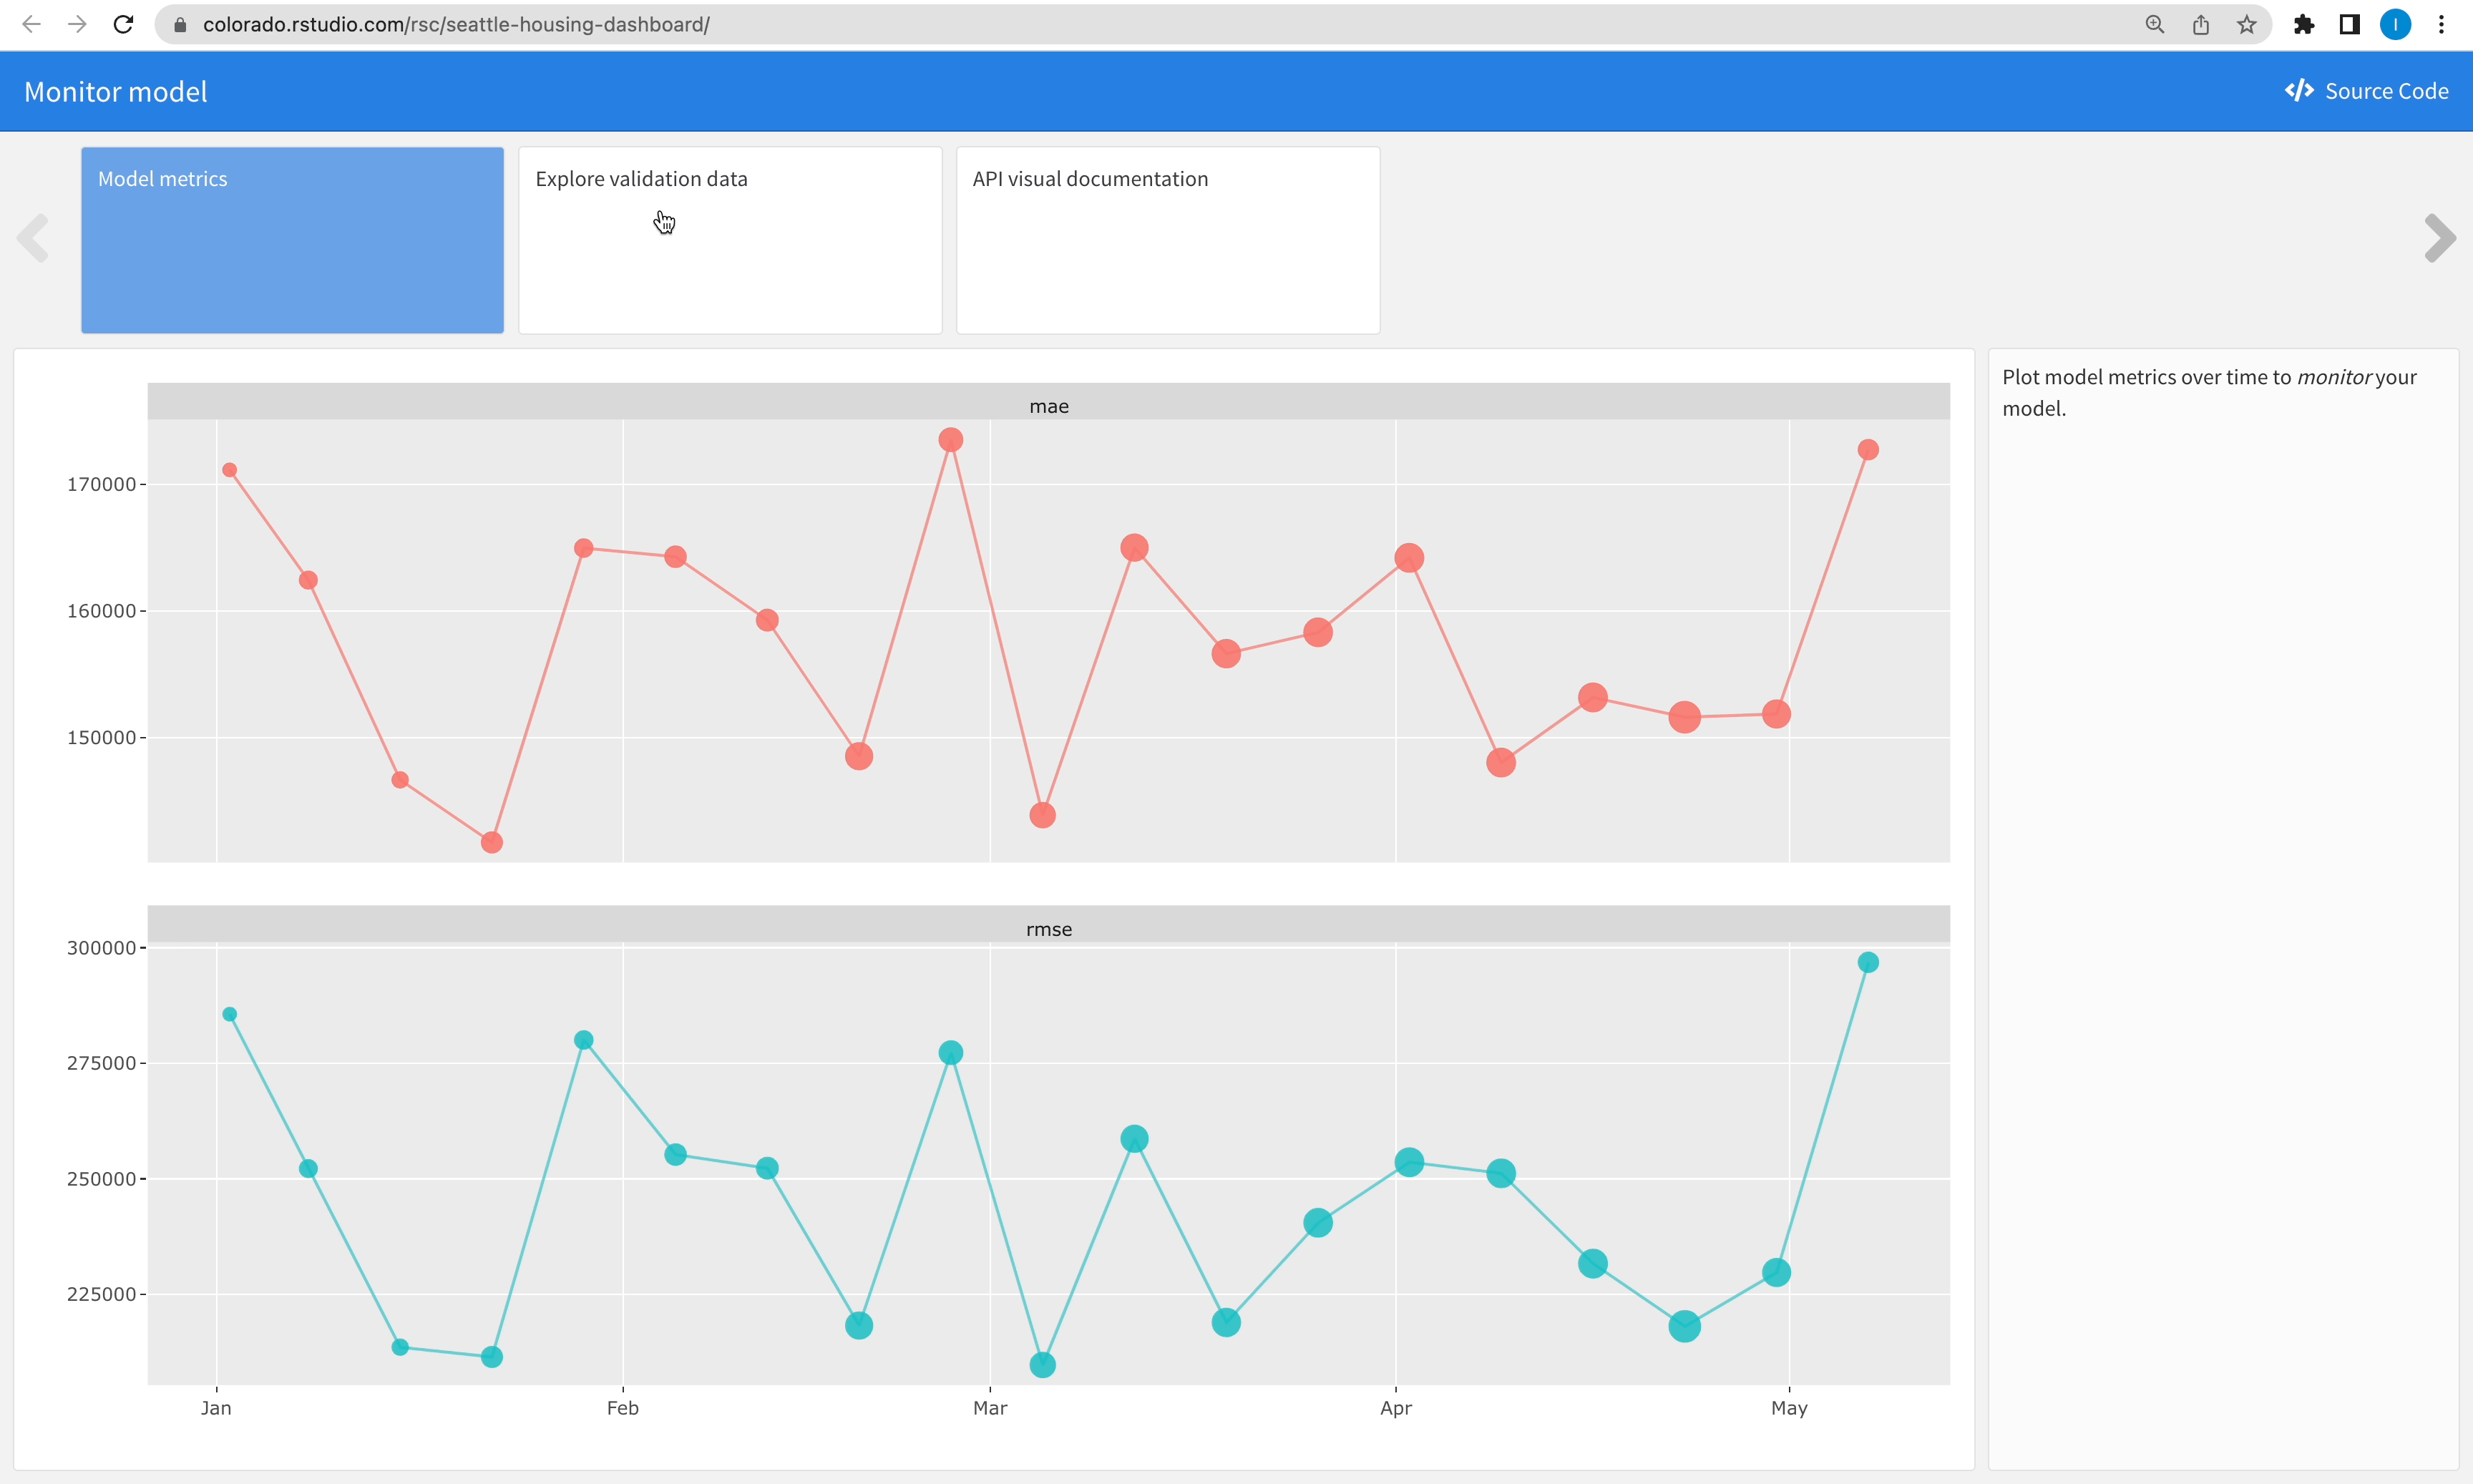 colorado.rstudio.com/rsc/seattle-housing-dashboard/
I
Monitor model
Source Code
Model metrics
Explore validation data
API visual documentation
Plot model metrics over time to monitor your
model.
mae
170000
160000
150000
rmse
300000
275000
250000
225000
Jan Feb Mar Apr May